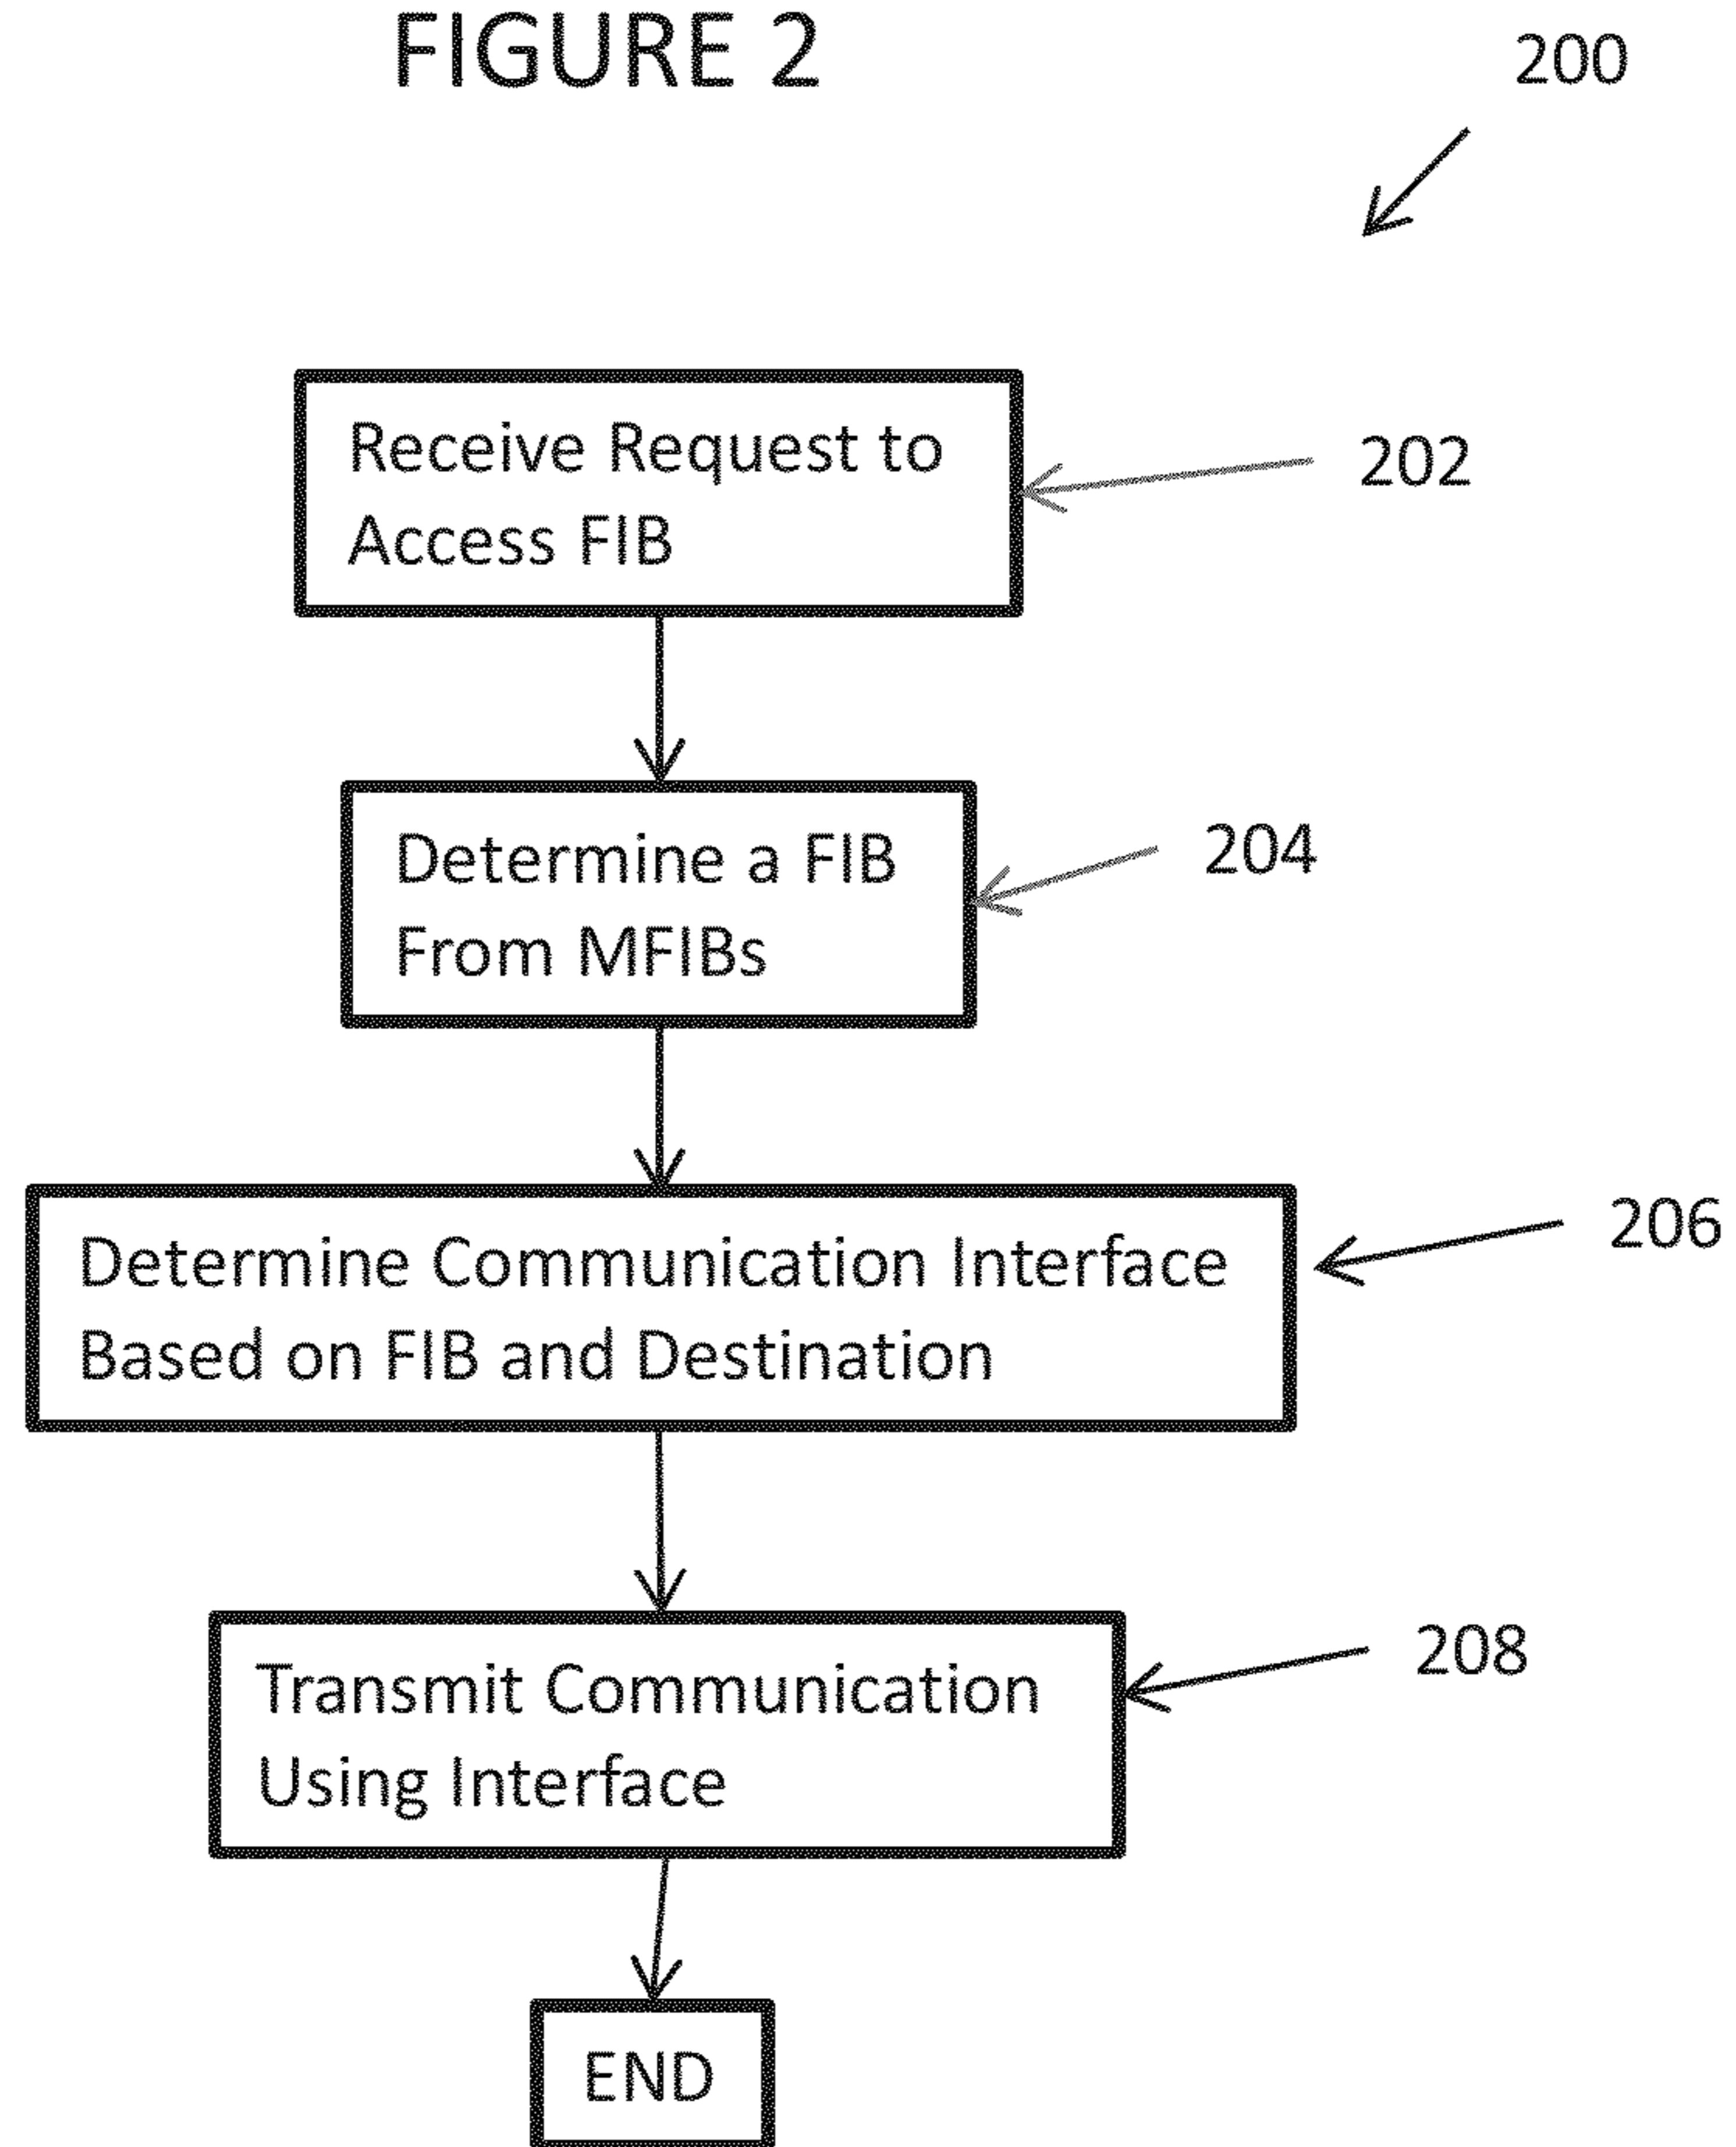 FIGURE 2
200
Receive Request to
Access FIB
202
Determine a FIB
From MFIBs
204
Determine Communication Interface
Based on FIB and Destination
206
Transmit Communication
Using Interface
208
END